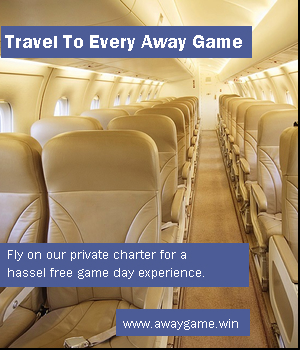 Travel To Every Away Game
Fly on our private charter for a
hassel free game day experience.
www.awaygame.win